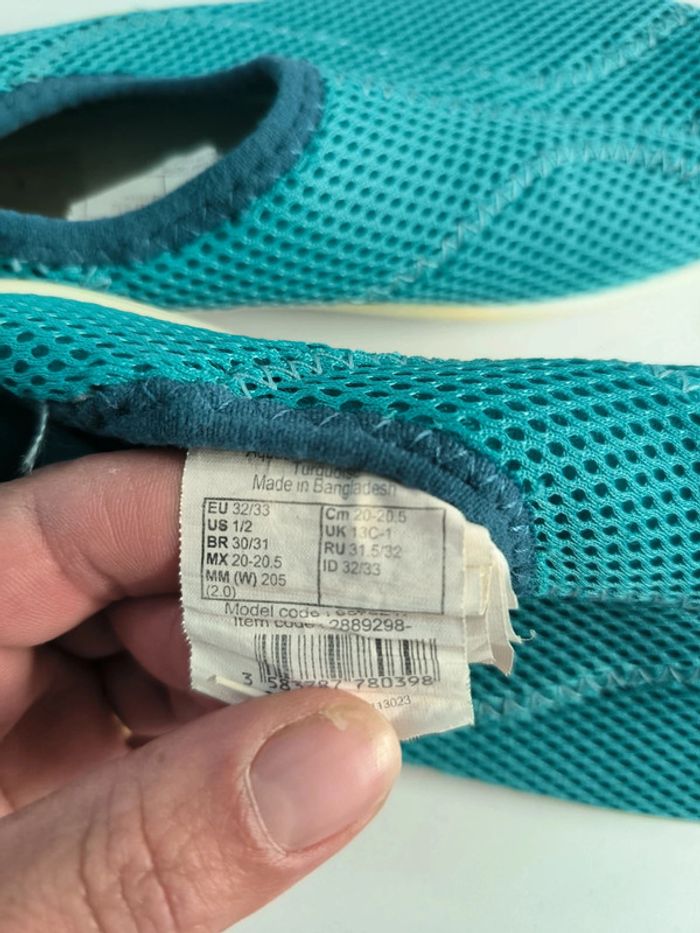 Turquoise
Made in Bangladesh
EU 32/33
US 1/2
BR 30/31
MX 20-20.5
MM (W) 205
(2.0)
Cm 20-20.5
UK 13C-1
RU 31.5/32
ID 32/33
Model code :
Item code : 2889298-
3 583787 780398
113023